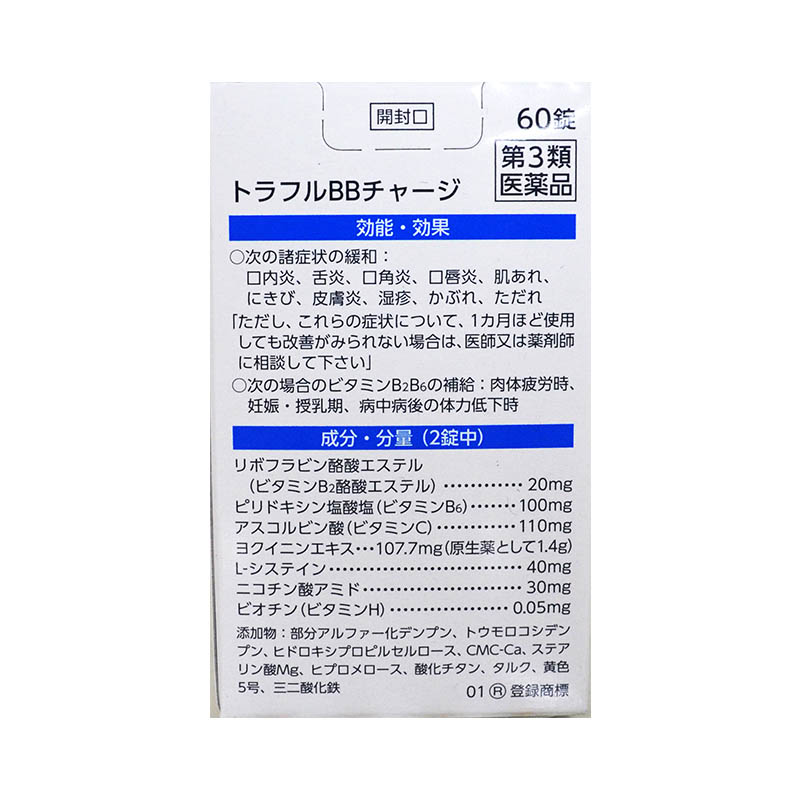 開封口
60錠
第3類
医薬品
トラフルBBチャージ
効能・効果
○次の諸症状の緩和：
口内炎、舌炎、口角炎、口唇炎、肌あれ、
にきび、皮膚炎、湿疹、かぶれ、ただれ
「ただし、これらの症状について、1カ月ほど使用
しても改善がみられない場合は、医師又は薬剤師
に相談して下さい」
○次の場合のビタミンB2B6の補給：肉体疲労時、
妊娠・授乳期、病中病後の体力低下時
成分・分量（2錠中）
リボフラビン酪酸エステル
（ビタミンB2酪酸エステル）…………20mg
ピリドキシン塩酸塩（ビタミンB6）……100mg
アスコルビン酸（ビタミンC）…………110mg
ヨクイニンエキス…107.7mg（原生薬として1.4g）
L-システイン………………………………40mg
ニコチン酸アミド…………………………30mg
ビオチン（ビタミンH）………………0.05mg
添加物：部分アルファー化デンプン、トウモロコシデン
プン、ヒドロキシプロピルセルロース、CMC-Ca、ステア
リン酸Mg、ヒプロメロース、酸化チタン、タルク、黄色
5号、三二酸化鉄
01 Ⓡ 登録商標